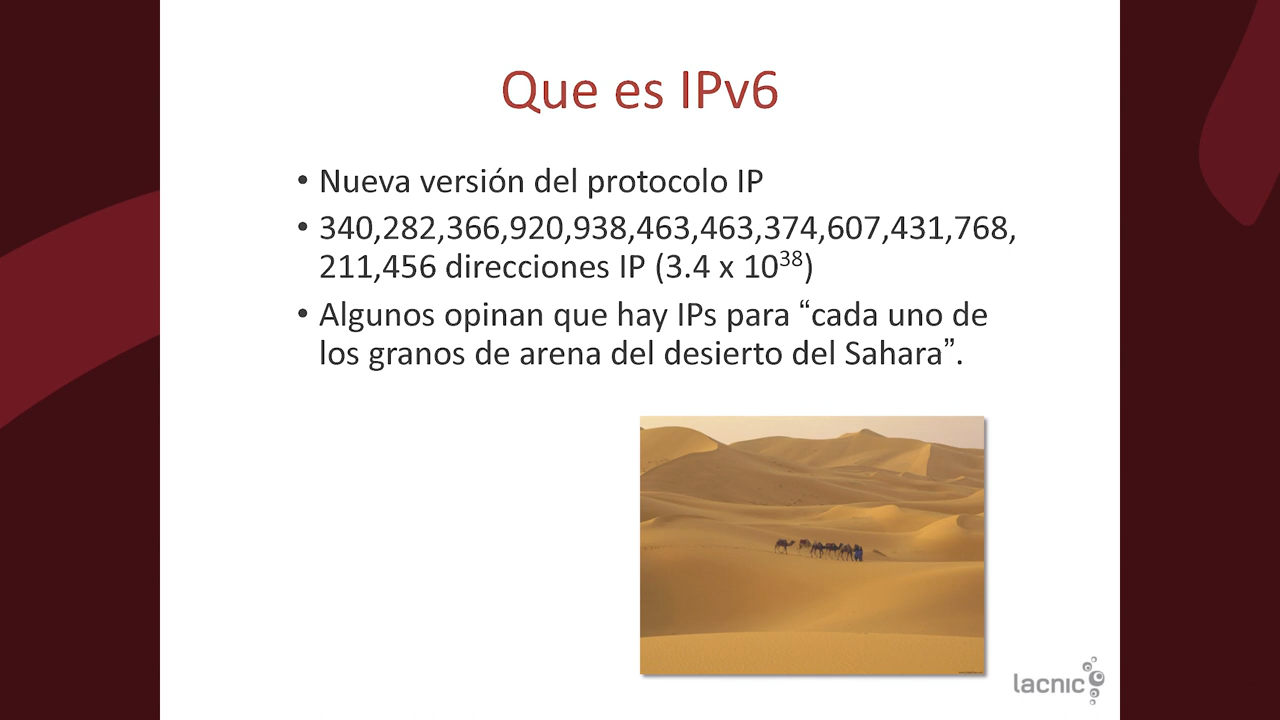 Que es IPv6
• Nueva versión del protocolo IP
• 340,282,366,920,938,463,463,374,607,431,768,
211,456 direcciones IP (3.4 x 10³⁸)
• Algunos opinan que hay IPs para “cada uno de
los granos de arena del desierto del Sahara”.
lacnic